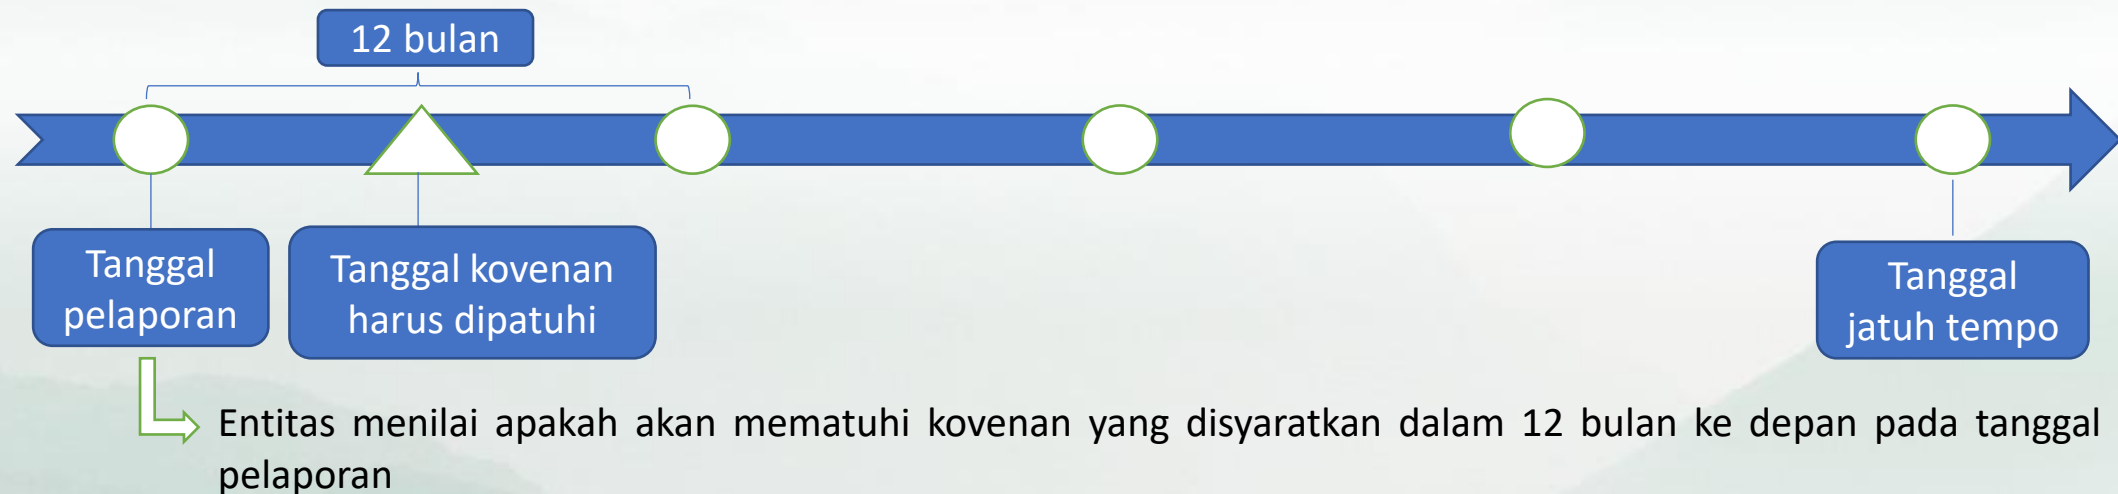 12 bulan
Tanggal
pelaporan
Tanggal kovenan
harus dipatuhi
Tanggal
jatuh tempo
Entitas menilai apakah akan mematuhi kovenan yang disyaratkan dalam 12 bulan ke depan pada tanggal
pelaporan